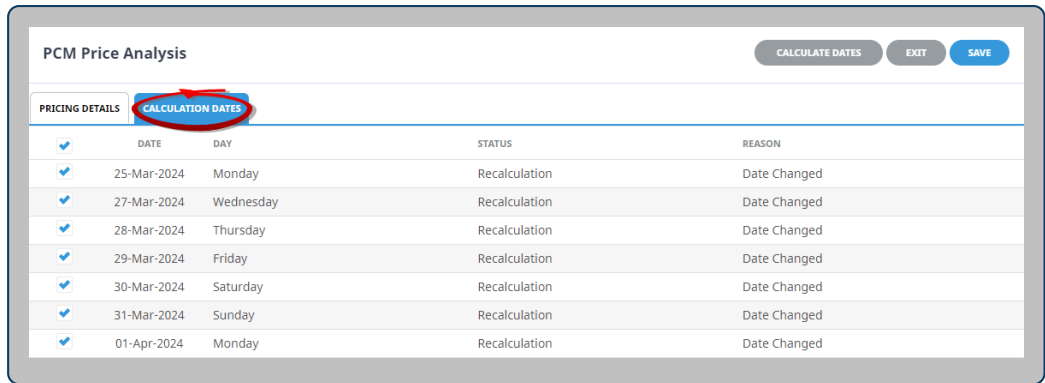 PCM Price Analysis CALCULATE DATES EXIT SAVE
PRICING DETAILS CALCULATION DATES
DATE DAY STATUS REASON
25-Mar-2024 Monday Recalculation Date Changed
27-Mar-2024 Wednesday Recalculation Date Changed
28-Mar-2024 Thursday Recalculation Date Changed
29-Mar-2024 Friday Recalculation Date Changed
30-Mar-2024 Saturday Recalculation Date Changed
31-Mar-2024 Sunday Recalculation Date Changed
01-Apr-2024 Monday Recalculation Date Changed